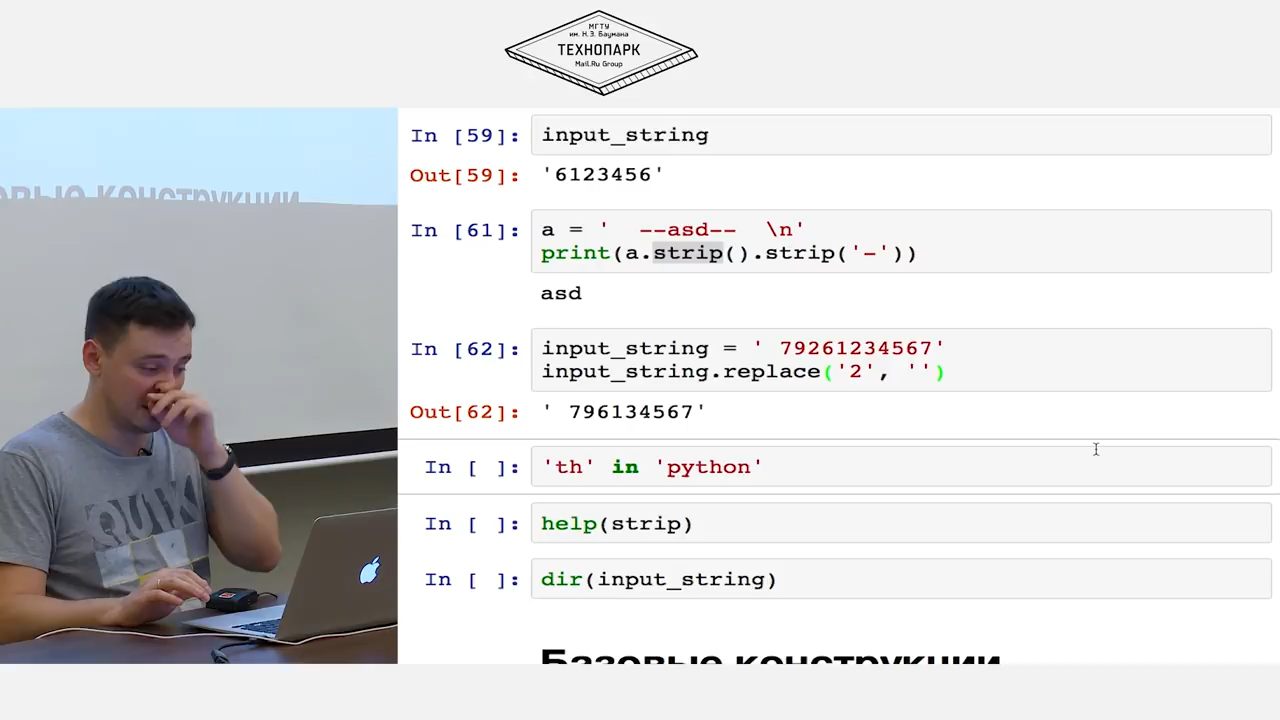 МГТУ
им. Н.Э. Баумана
ТЕХНОПАРК
Mail.Ru Group
In [59]: input_string
Out[59]: '6123456'
In [61]: a = '  --asd--  \n'
print(a.strip().strip('-'))
asd
In [62]: input_string = ' 79261234567'
input_string.replace('2', '')
Out[62]: ' 796134567'
In [ ]: 'th' in 'python'
In [ ]: help(strip)
In [ ]: dir(input_string)
Базовые конструкции